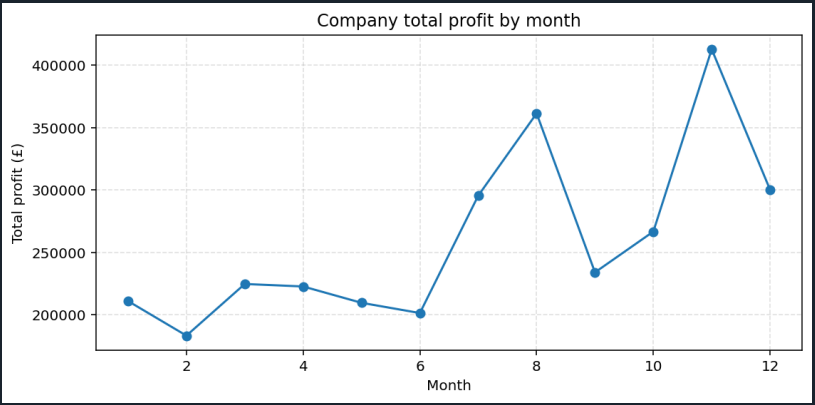 Company total profit by month
400000
350000
300000
250000
200000
Total profit (£)
2 4 6 8 10 12
Month